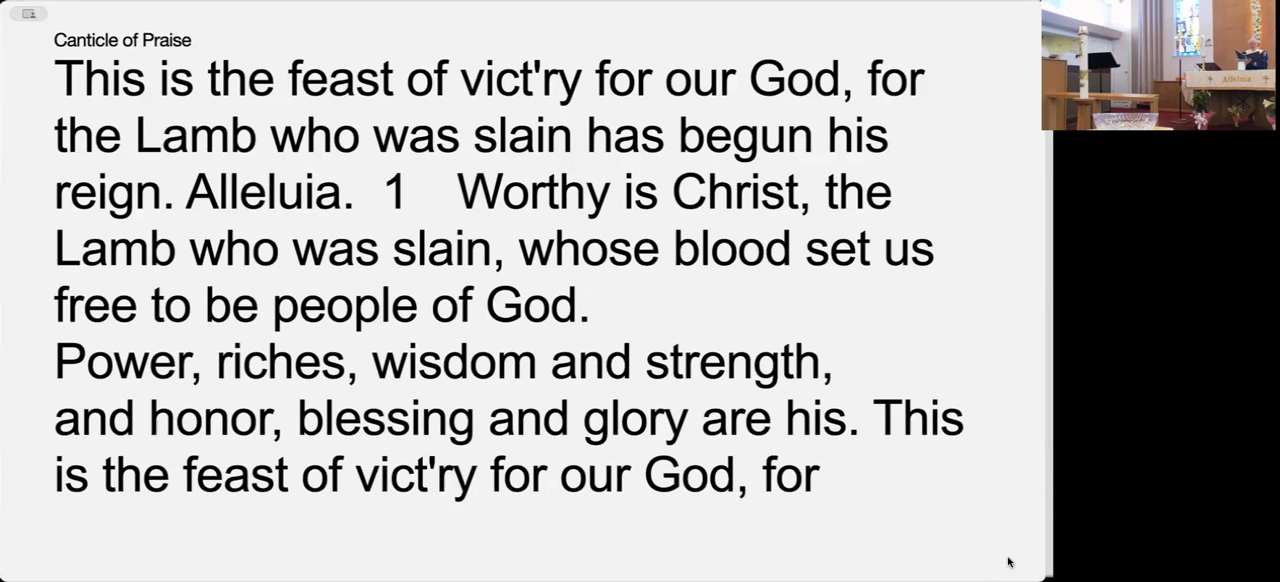 Canticle of Praise
This is the feast of vict'ry for our God, for
the Lamb who was slain has begun his
reign. Alleluia.  1    Worthy is Christ, the
Lamb who was slain, whose blood set us
free to be people of God.
Power, riches, wisdom and strength,
and honor, blessing and glory are his. This
is the feast of vict'ry for our God, for
Alleluia